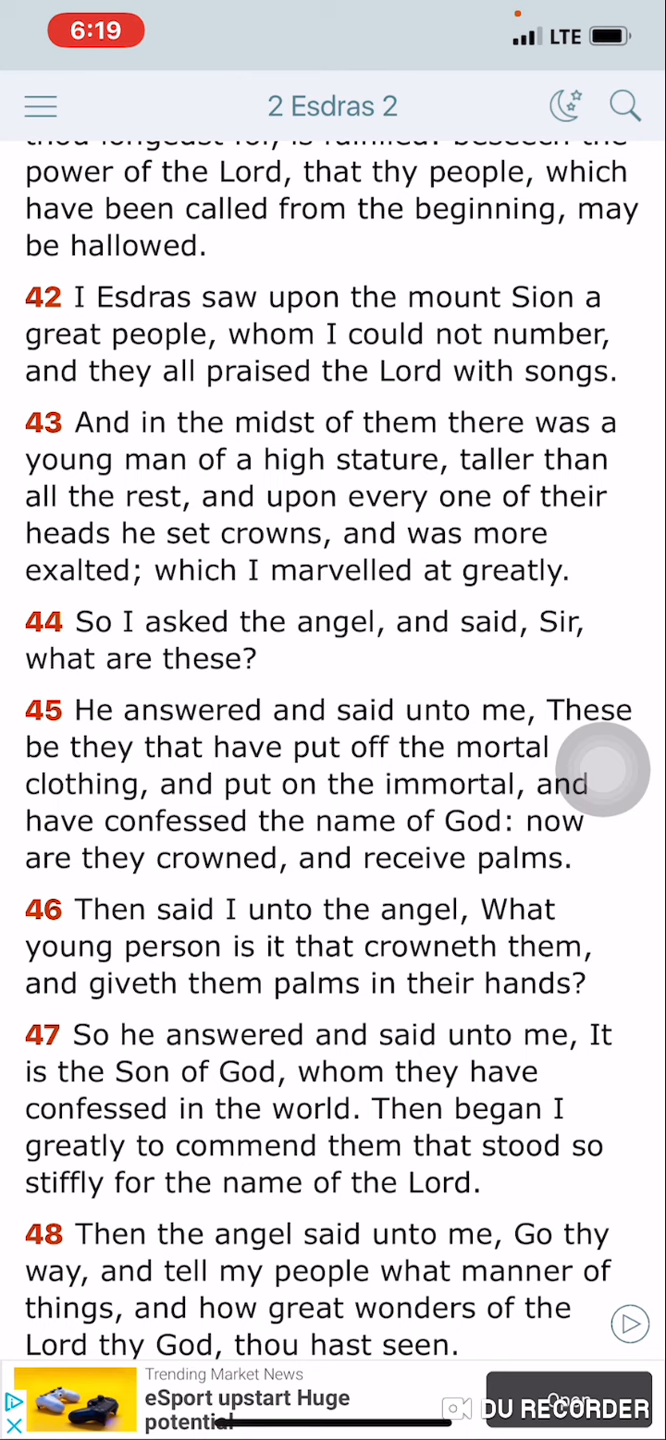 6:19
LTE
2 Esdras 2
power of the Lord, that thy people, which
have been called from the beginning, may
be hallowed.
42 I Esdras saw upon the mount Sion a
great people, whom I could not number,
and they all praised the Lord with songs.
43 And in the midst of them there was a
young man of a high stature, taller than
all the rest, and upon every one of their
heads he set crowns, and was more
exalted; which I marvelled at greatly.
44 So I asked the angel, and said, Sir,
what are these?
45 He answered and said unto me, These
be they that have put off the mortal
clothing, and put on the immortal, and
have confessed the name of God: now
are they crowned, and receive palms.
46 Then said I unto the angel, What
young person is it that crowneth them,
and giveth them palms in their hands?
47 So he answered and said unto me, It
is the Son of God, whom they have
confessed in the world. Then began I
greatly to commend them that stood so
stiffly for the name of the Lord.
48 Then the angel said unto me, Go thy
way, and tell my people what manner of
things, and how great wonders of the
Lord thy God, thou hast seen.
Trending Market News
eSport upstart Huge
potential
Open
DU RECORDER